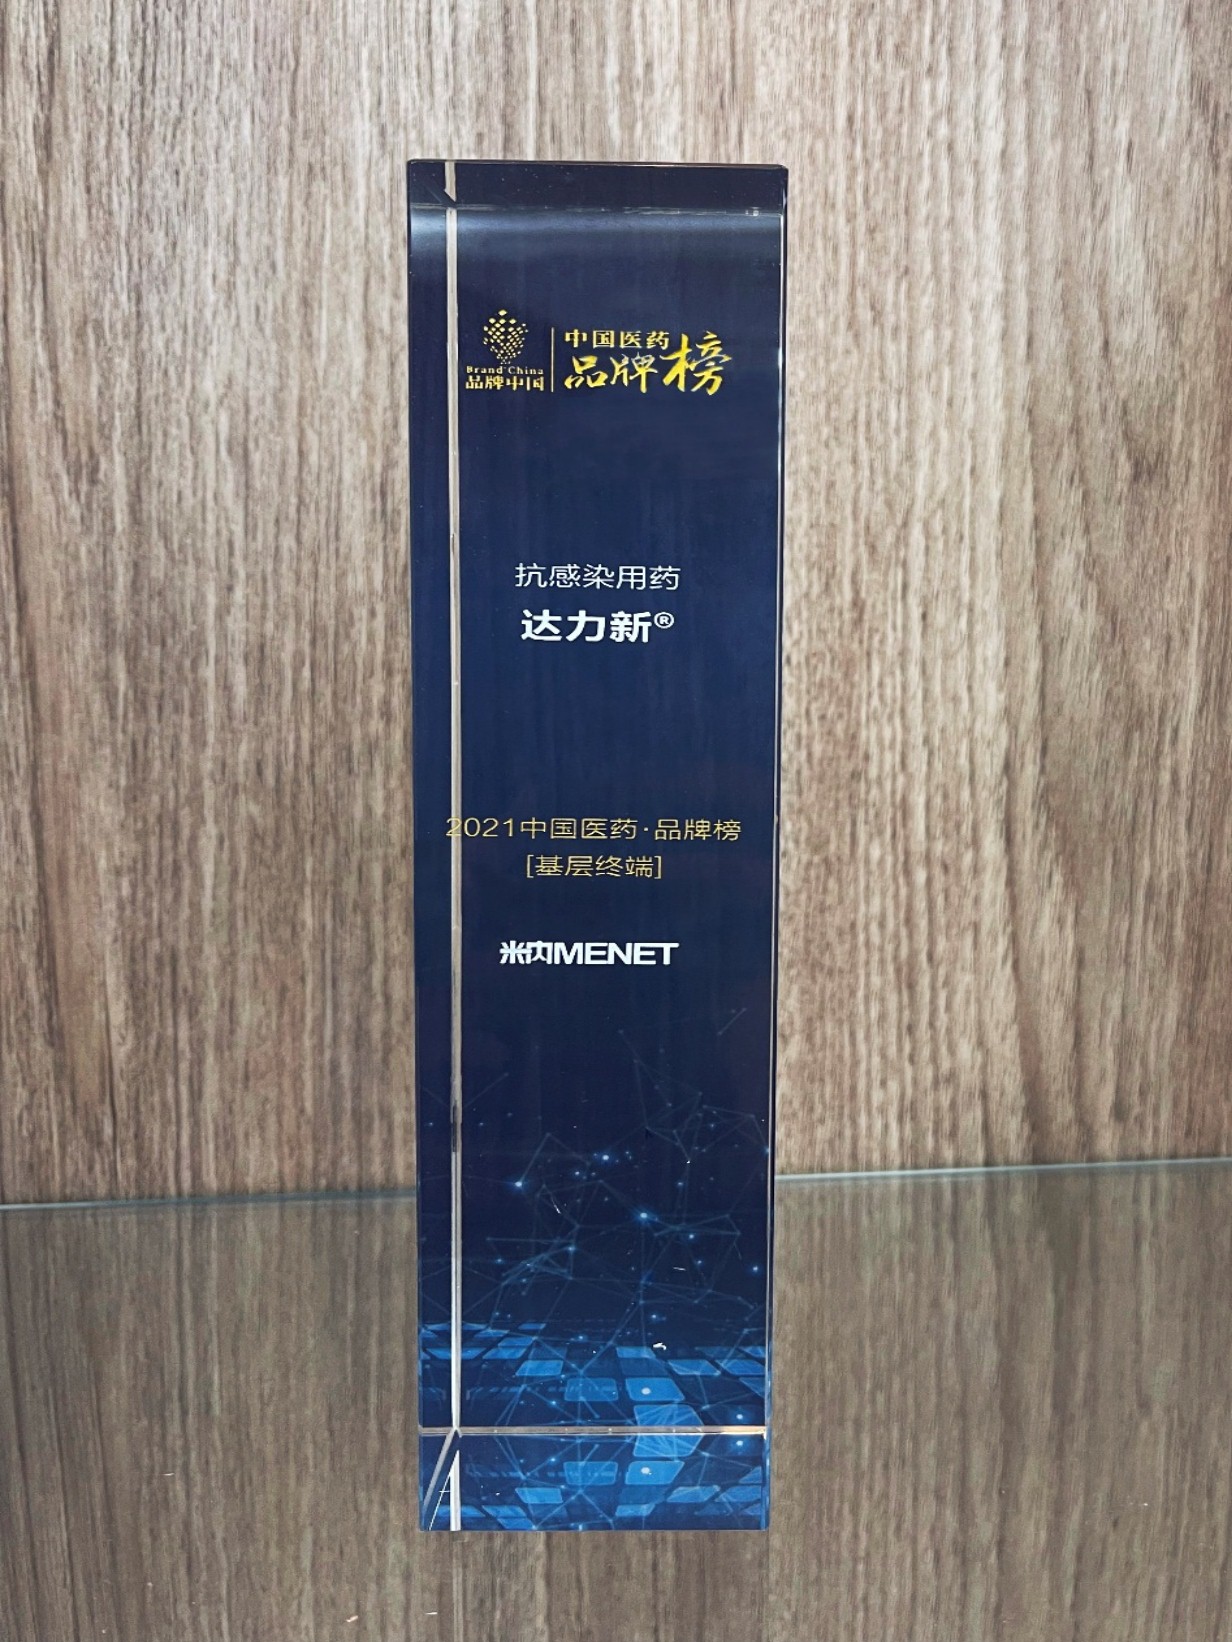 Brand China
品牌中国
中国医药
品牌榜
抗感染用药
达力新®
2021中国医药·品牌榜
[基层终端]
米内MENET